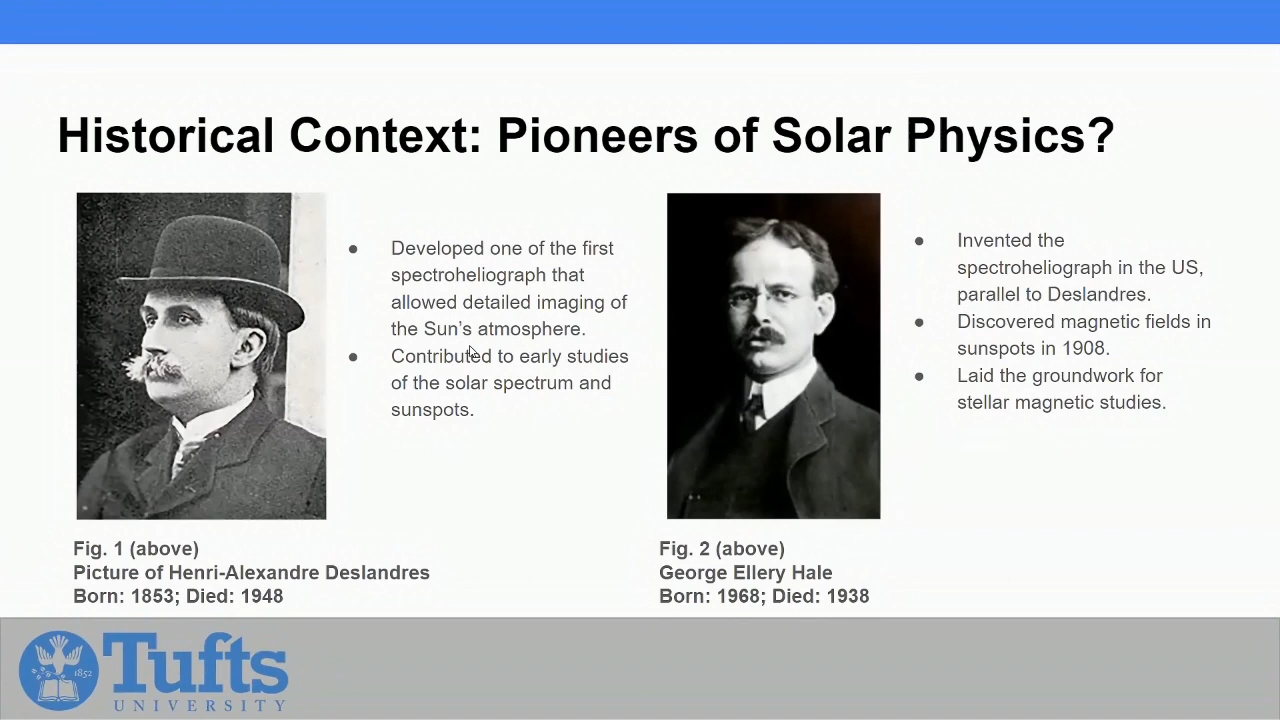 Historical Context: Pioneers of Solar Physics?
● Developed one of the first
spectroheliograph that
allowed detailed imaging of
the Sun's atmosphere.
● Contributed to early studies
of the solar spectrum and
sunspots.
Fig. 1 (above)
Picture of Henri-Alexandre Deslandres
Born: 1853; Died: 1948
● Invented the
spectroheliograph in the US,
parallel to Deslandres.
● Discovered magnetic fields in
sunspots in 1908.
● Laid the groundwork for
stellar magnetic studies.
Fig. 2 (above)
George Ellery Hale
Born: 1968; Died: 1938
1852
Tufts
UNIVERSITY